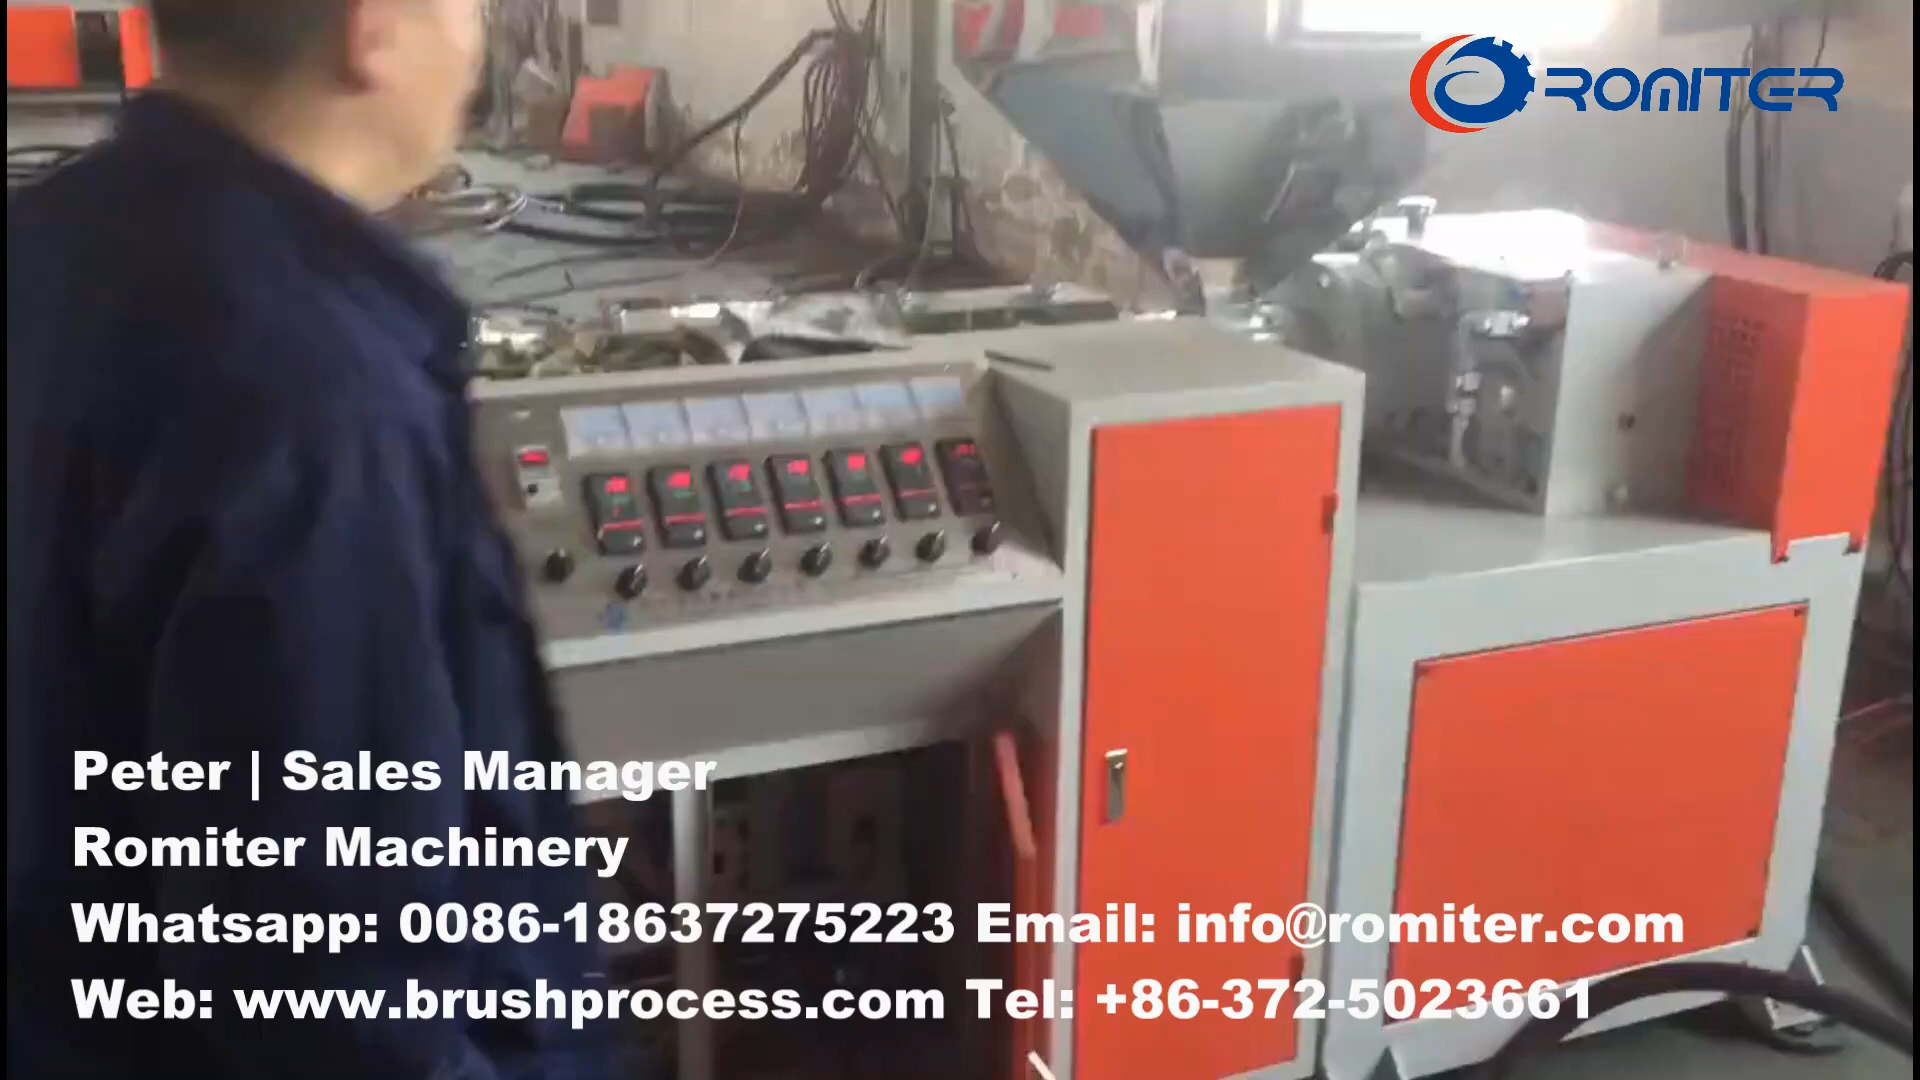 ROMITER
Peter | Sales Manager
Romiter Machinery
Whatsapp: 0086-18637275223 Email: info@romiter.com
Web: www.brushprocess.com Tel: +86-372-5023661